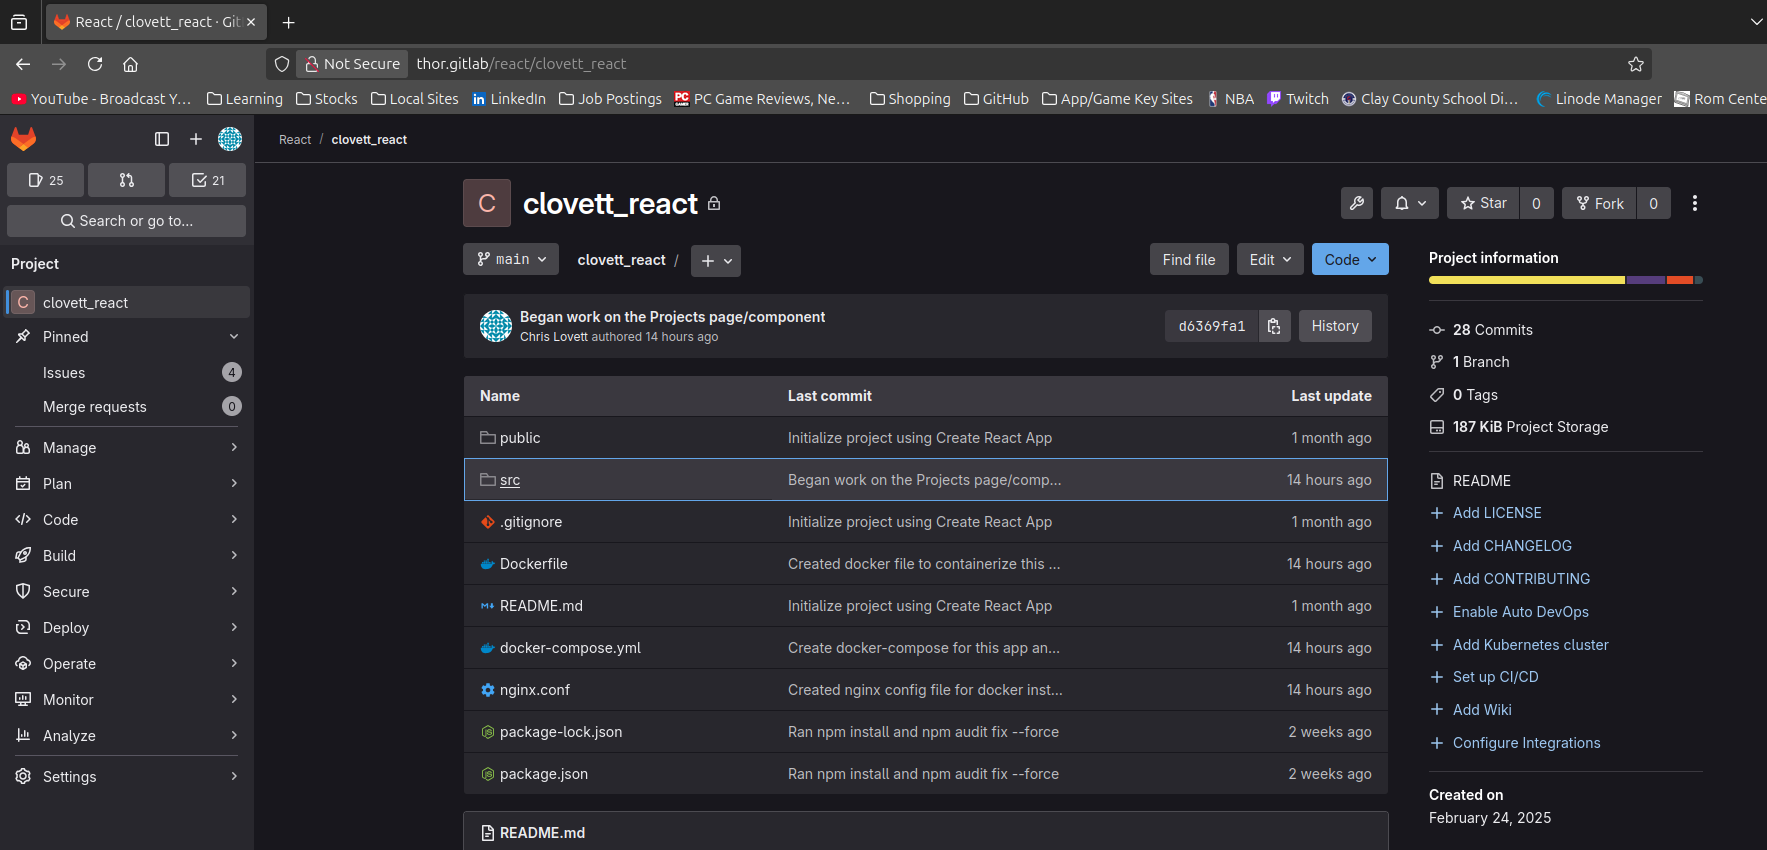 React / clovett_react · Git
Not Secure thor.gitlab/react/clovett_react
YouTube - Broadcast Y... Learning Stocks Local Sites LinkedIn Job Postings PC Game Reviews, Ne... Shopping GitHub App/Game Key Sites NBA Twitch Clay County School Di... Linode Manager Rom Cente
React / clovett_react
25 21
Search or go to...
Project
C clovett_react
Pinned
Issues 4
Merge requests 0
Manage
Plan
Code
Build
Secure
Deploy
Operate
Monitor
Analyze
Settings
C clovett_react
Star 0 Fork 0
main clovett_react / + Find file Edit Code
Began work on the Projects page/component
Chris Lovett authored 14 hours ago
d6369fa1 History
Name Last commit Last update
public Initialize project using Create React App 1 month ago
src Began work on the Projects page/comp... 14 hours ago
.gitignore Initialize project using Create React App 1 month ago
Dockerfile Created docker file to containerize this ... 14 hours ago
README.md Initialize project using Create React App 1 month ago
docker-compose.yml Create docker-compose for this app an... 14 hours ago
nginx.conf Created nginx config file for docker inst... 14 hours ago
package-lock.json Ran npm install and npm audit fix --force 2 weeks ago
package.json Ran npm install and npm audit fix --force 2 weeks ago
README.md
Project information
28 Commits
1 Branch
0 Tags
187 KiB Project Storage
README
+ Add LICENSE
+ Add CHANGELOG
+ Add CONTRIBUTING
+ Enable Auto DevOps
+ Add Kubernetes cluster
+ Set up CI/CD
+ Add Wiki
+ Configure Integrations
Created on
February 24, 2025